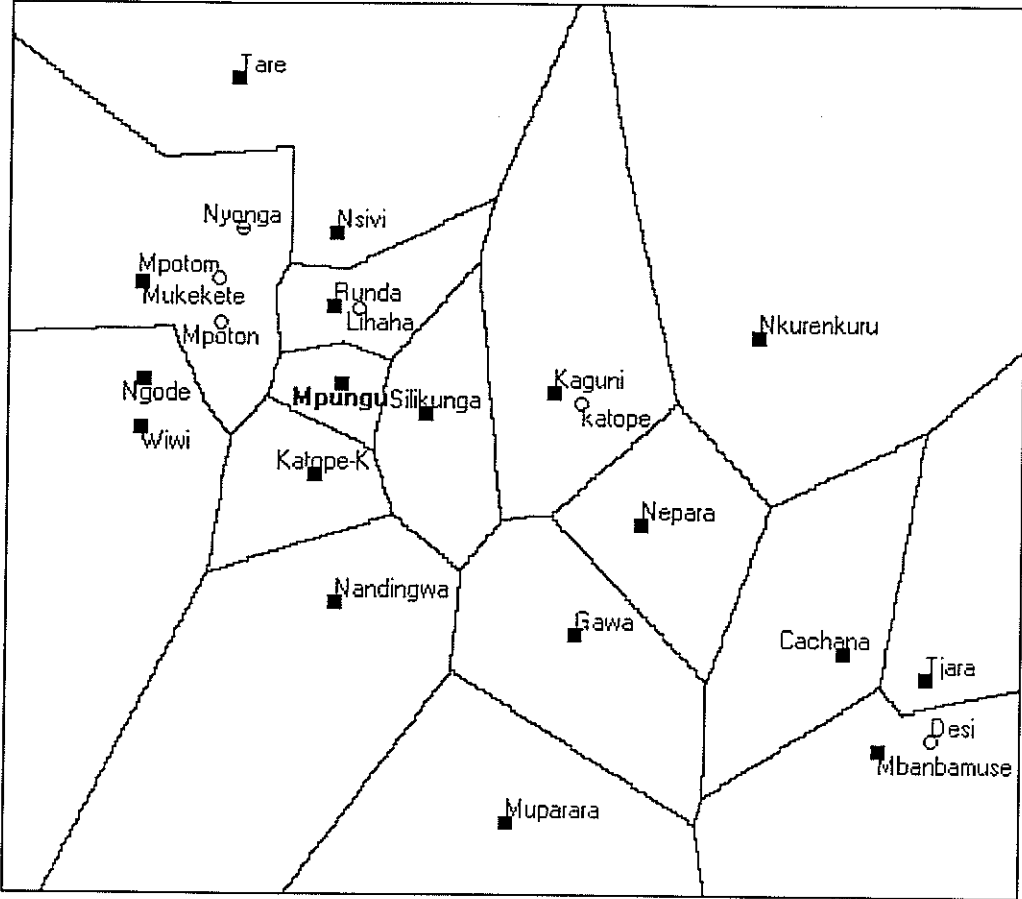 Tare
Nyonga
Nsivi
Mpotom
Mukekete
Runda
Lihaha
Mpoton
Nkurenkuru
Ngode
Mpungu
Silikunga
Kaguni
katope
Wiwi
Katope-K
Nepara
Nandingwa
Gawa
Cachana
Tjara
Desi
Mbanbamuse
Muparara